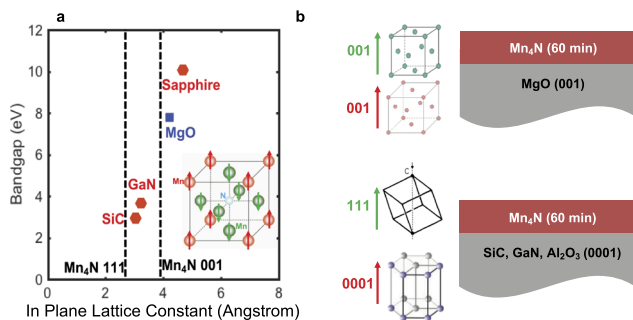 a
Bandgap (eV)
12
10
8
6
4
2
0
Sapphire
MgO
GaN
SiC
Mn
N
Mn
Mn₄N 111
Mn₄N 001
0
2
4
6
8
In Plane Lattice Constant (Angstrom)
b
001
001
Mn₄N (60 min)
MgO (001)
C
111
0001
Mn₄N (60 min)
SiC, GaN, Al₂O₃ (0001)